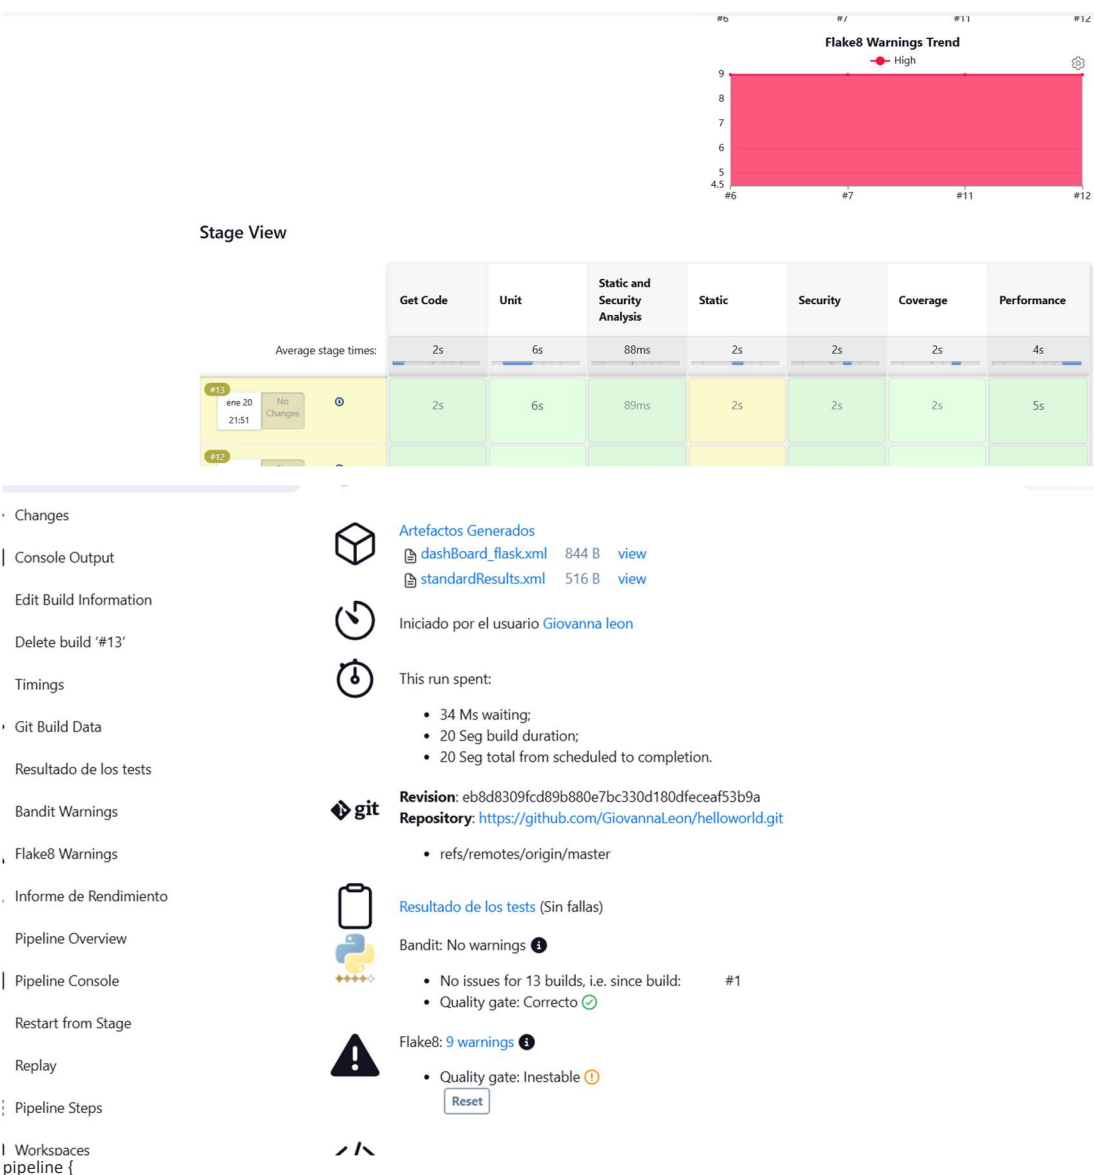 #6 #7 #11 #12
Flake8 Warnings Trend
High
9
8
7
6
5
4.5
#6 #7 #11 #12
Stage View
Get Code Unit Static and Security Analysis Static Security Coverage Performance
Average stage times: 2s 6s 88ms 2s 2s 2s 4s
#13
ene 20 No Changes
21:51
2s 6s 89ms 2s 2s 2s 5s
#12
Changes
Console Output
Edit Build Information
Delete build '#13'
Timings
Git Build Data
Resultado de los tests
Bandit Warnings
Flake8 Warnings
Informe de Rendimiento
Pipeline Overview
Pipeline Console
Restart from Stage
Replay
Pipeline Steps
Workspaces
Artefactos Generados
dashBoard_flask.xml 844 B view
standardResults.xml 516 B view
Iniciado por el usuario Giovanna leon
This run spent:
• 34 Ms waiting;
• 20 Seg build duration;
• 20 Seg total from scheduled to completion.
git
Revision: eb8d8309fcd89b880e7bc330d180dfeceaf53b9a
Repository: https://github.com/GiovannaLeon/helloworld.git
• refs/remotes/origin/master
Resultado de los tests (Sin fallas)
Bandit: No warnings
• No issues for 13 builds, i.e. since build: #1
• Quality gate: Correcto
Flake8: 9 warnings
• Quality gate: Inestable
Reset
pipeline {